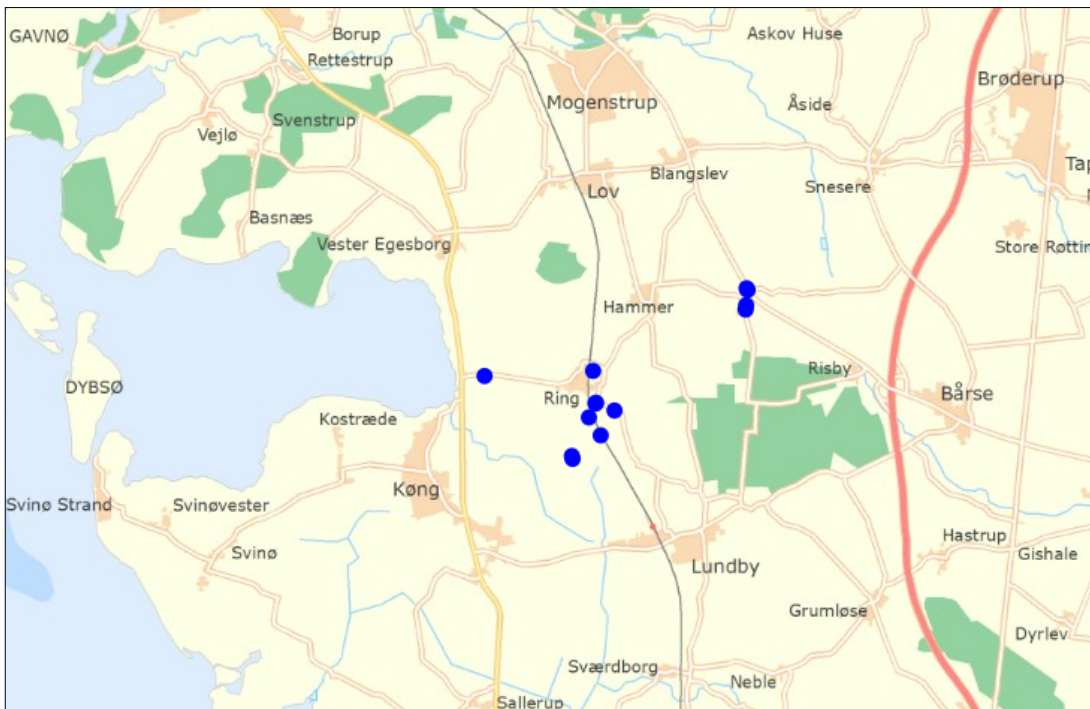 GAVNØ
Borup
Rettestrup
Askov Huse
Brøderup
Mogenstrup
Åside
Svenstrup
Vejlø
Tap
Blangslev
Snesere
Lov
Basnæs
Vester Egesborg
Store Røttin
Hammer
DYBSØ
Risby
Ring
Bårse
Kostræde
Køng
Svinø Strand
Svinøvester
Svinø
Hastrup
Gishale
Lundby
Grumløse
Dyrlev
Sværdborg
Neble
Sallerup